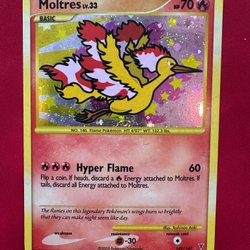 Moltres LV.33
HP 70
BASIC
NO. 146 Flame Pokémon HT: 6'07" WT: 132.3 lbs.
Hyper Flame 60
Flip a coin. If heads, discard a Energy attached to Moltres. If
tails, discard all Energy attached to Moltres.
The flames on this legendary Pokémon's wings burn so brightly
that they can make night seem like day.
weakness
resistance
-30
retreat cost